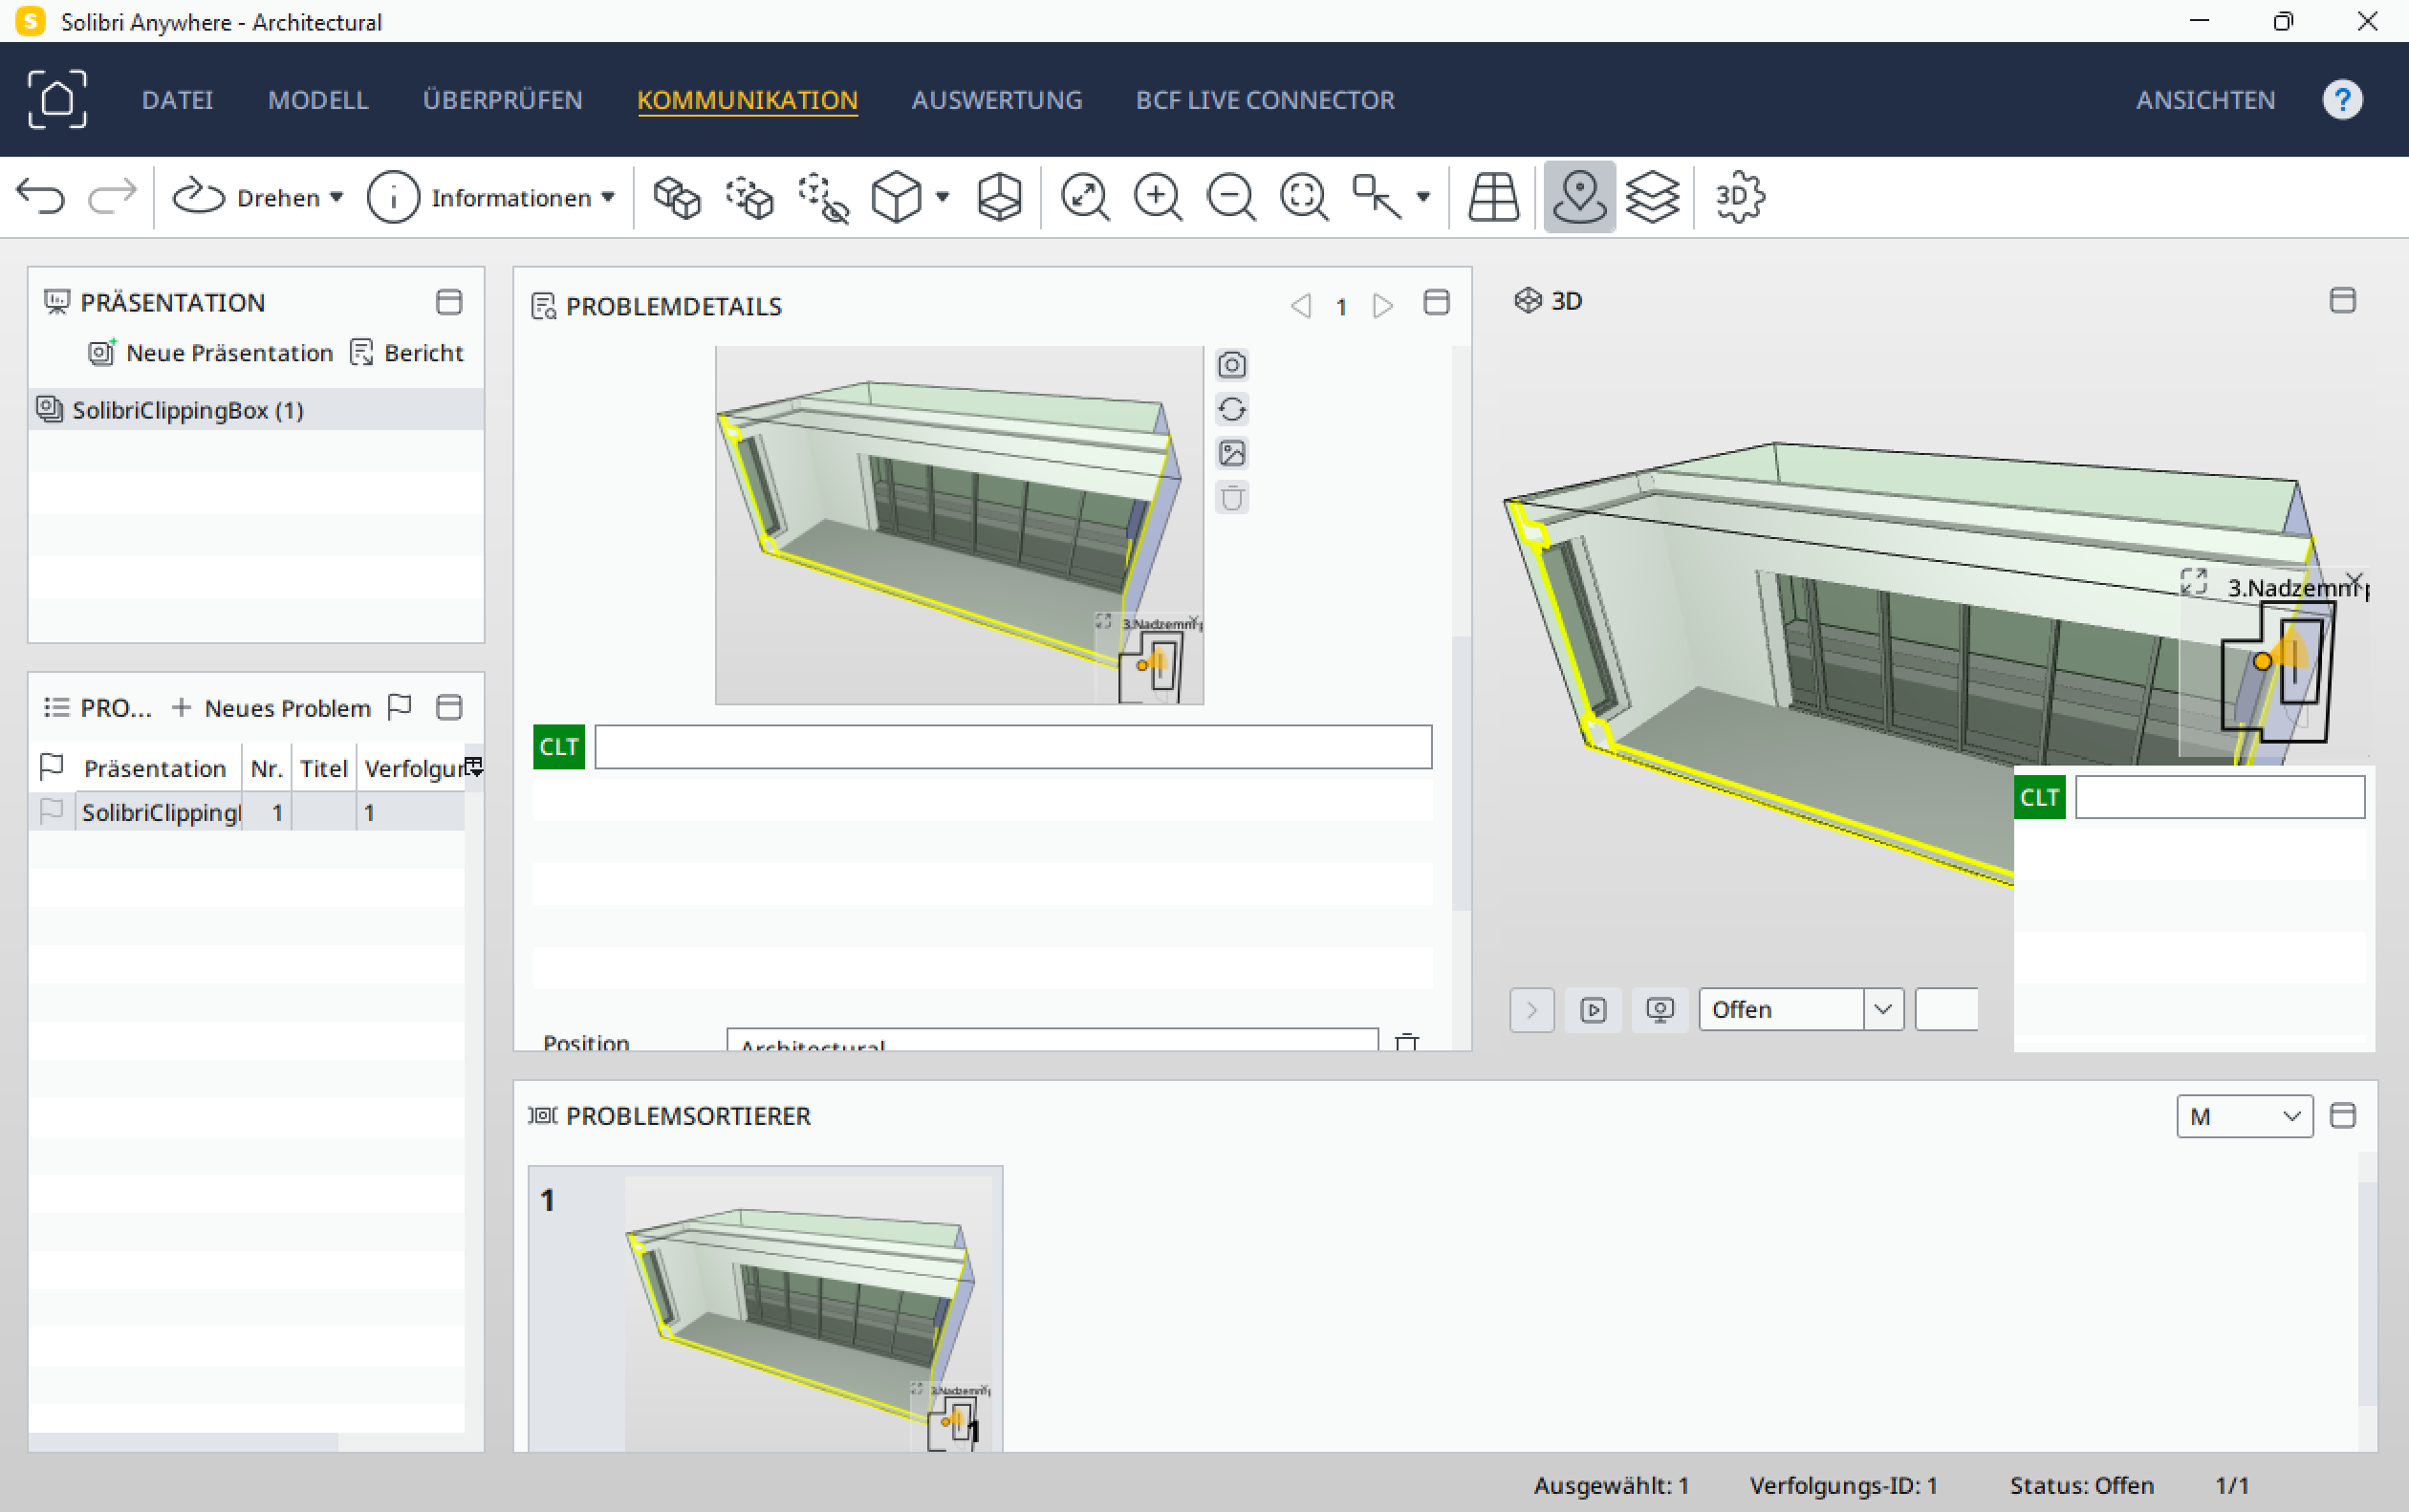 Solibri Anywhere - Architectural
DATEI MODELL ÜBERPRÜFEN KOMMUNIKATION AUSWERTUNG BCF LIVE CONNECTOR ANSICHTEN ?
Drehen Informationen 3D
PRÄSENTATION
Neue Präsentation Bericht
SolibriClippingBox (1)
PRO... + Neues Problem
Präsentation Nr. Titel Verfolgur
SolibriClipping 1 1
PROBLEMDETAILS 1
3.Nadzemní
CLT
Position Architectural
3D
3.Nadzemní p
CLT
Offen
PROBLEMSORTIERER M
1
3.Nadzemní p
1
Ausgewählt: 1 Verfolgungs-ID: 1 Status: Offen 1/1